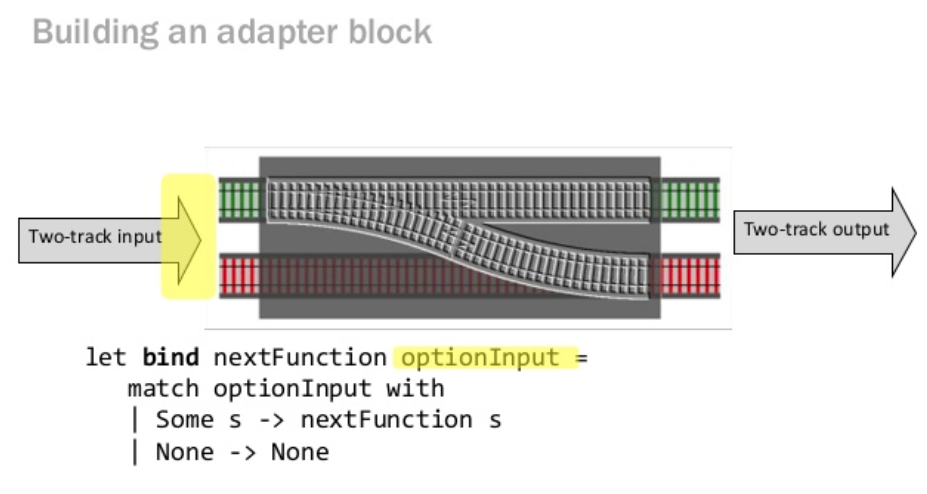 Building an adapter block
Two-track input
Two-track output
let bind nextFunction optionInput =
match optionInput with
| Some s -> nextFunction s
| None -> None